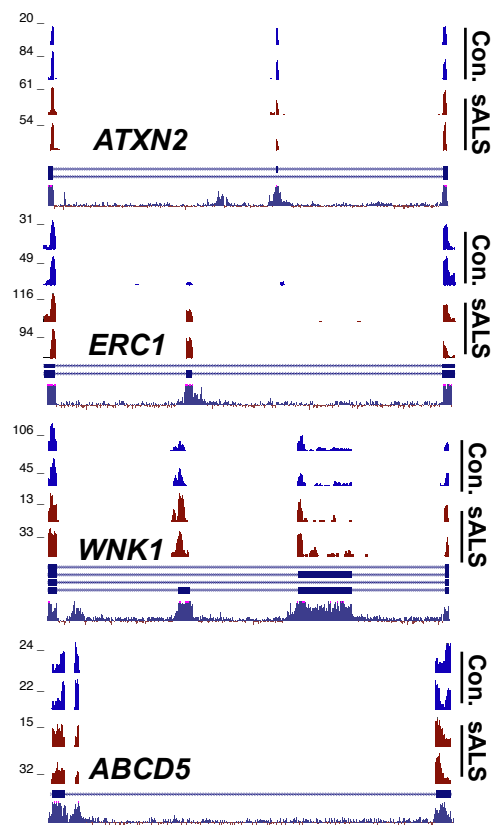 20
84
61
54
Con.
sALS
ATXN2
31
49
116
94
Con.
sALS
ERC1
106
45
13
33
Con.
sALS
WNK1
24
22
15
32
Con.
sALS
ABCD5